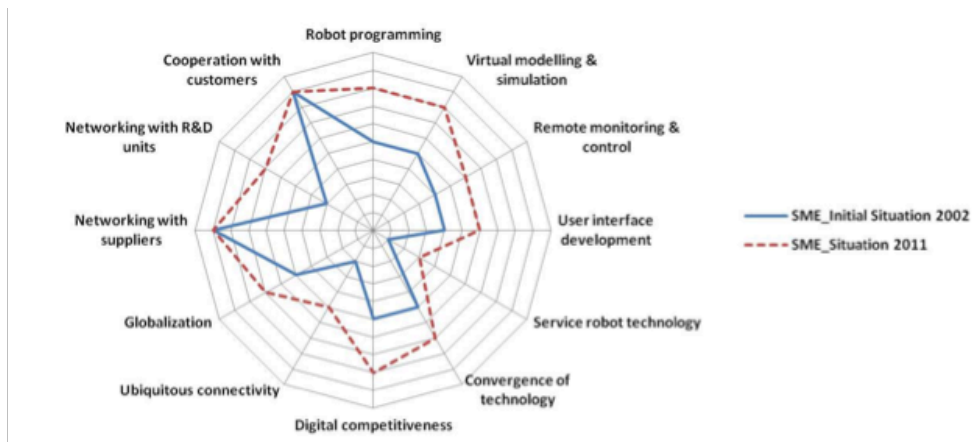 Robot programming
Cooperation with
customers
Virtual modelling &
simulation
Networking with R&D
units
Remote monitoring &
control
Networking with
suppliers
User interface
development
SME_Initial Situation 2002
SME_Situation 2011
Globalization
Service robot technology
Ubiquitous connectivity
Convergence of
technology
Digital competitiveness